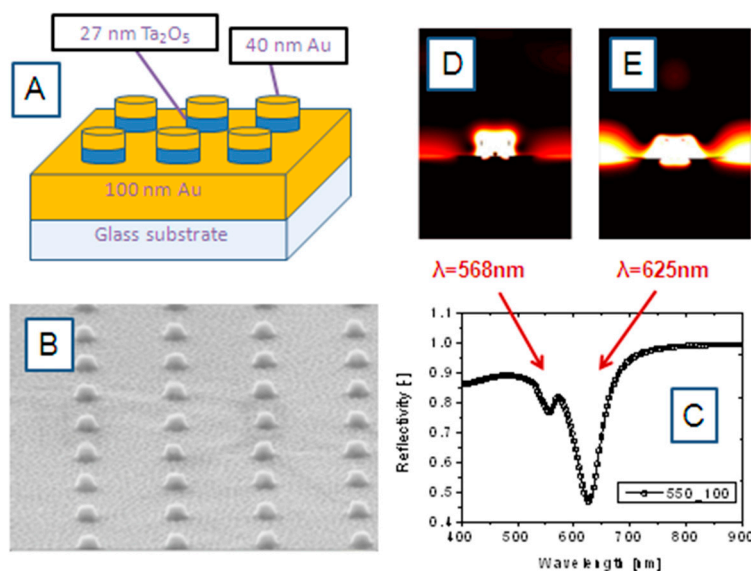 A
27 nm Ta₂O₅
40 nm Au
100 nm Au
Glass substrate
B
D
E
λ=568nm
λ=625nm
1.1
1.0
0.9
0.8
0.7
0.6
0.5
0.4
Reflectivity [-]
C
550_100
400 500 600 700 800 900
Wavelength [nm]